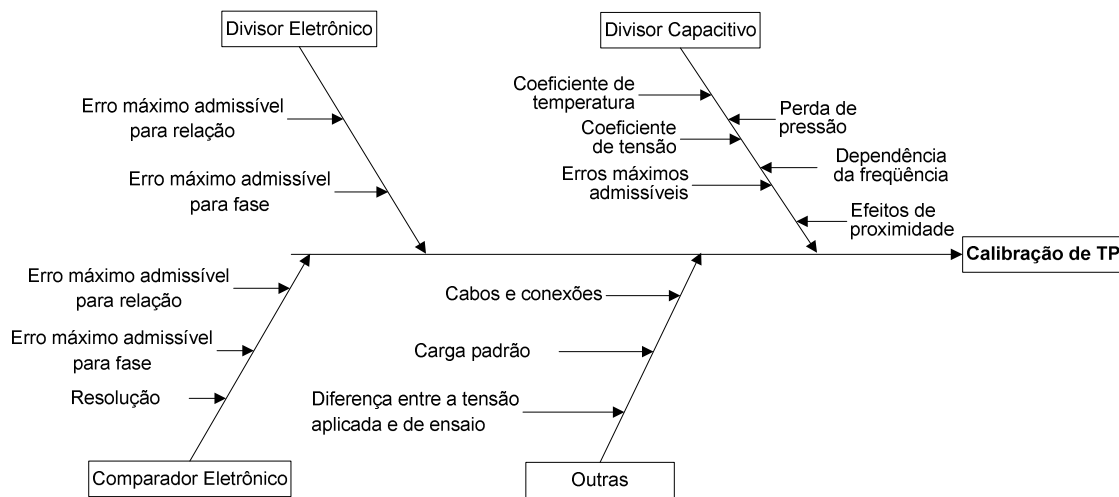 Divisor Eletrônico
Erro máximo admissível
para relação
Erro máximo admissível
para fase
Divisor Capacitivo
Coeficiente de
temperatura
Perda de
pressão
Coeficiente
de tensão
Dependência
da freqüência
Erros máximos
admissíveis
Efeitos de
proximidade
Calibração de TP
Erro máximo admissível
para relação
Erro máximo admissível
para fase
Resolução
Comparador Eletrônico
Cabos e conexões
Carga padrão
Diferença entre a tensão
aplicada e de ensaio
Outras